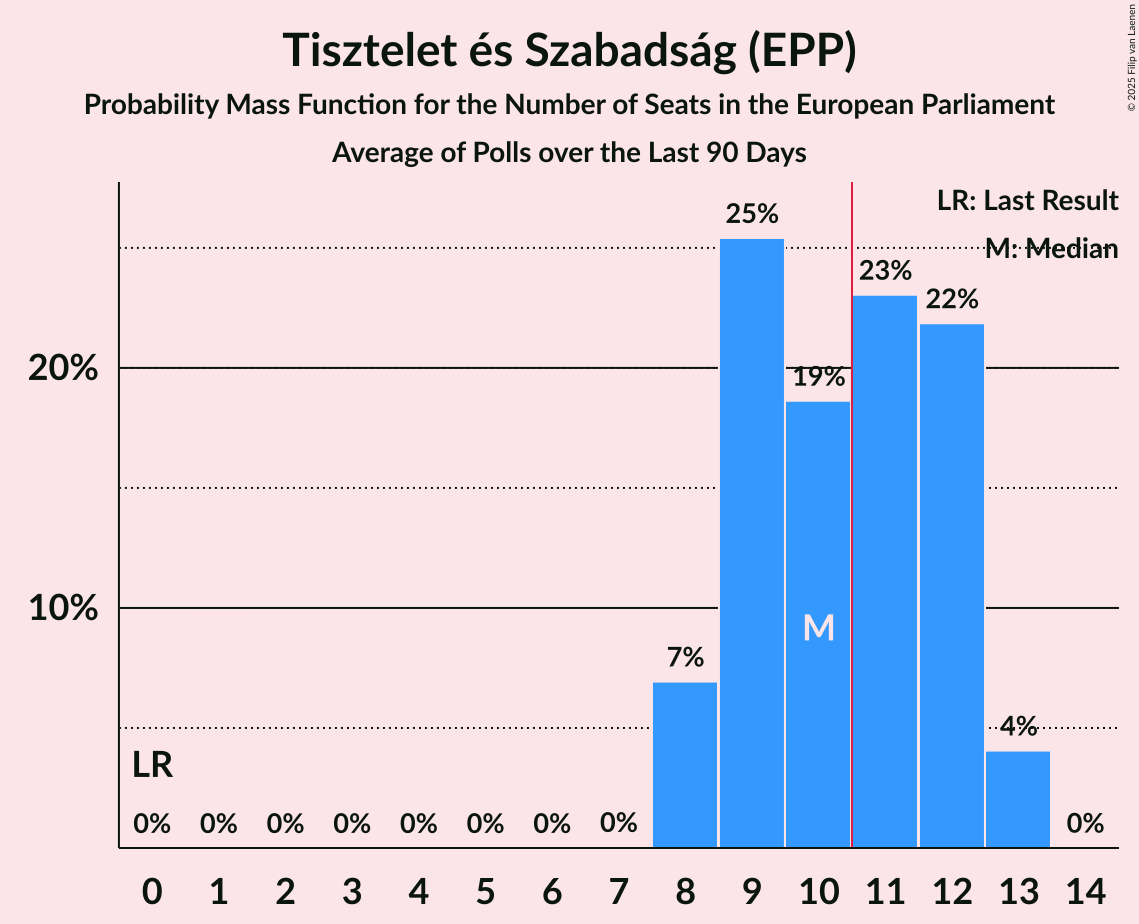 Tisztelet és Szabadság (EPP)
Probability Mass Function for the Number of Seats in the European Parliament
Average of Polls over the Last 90 Days
© 2025 Filip van Laenen
LR: Last Result
M: Median
25%
23%
22%
20%
19%
10%
M
7%
4%
LR
0% 0% 0% 0% 0% 0% 0% 0% 0%
0 1 2 3 4 5 6 7 8 9 10 11 12 13 14